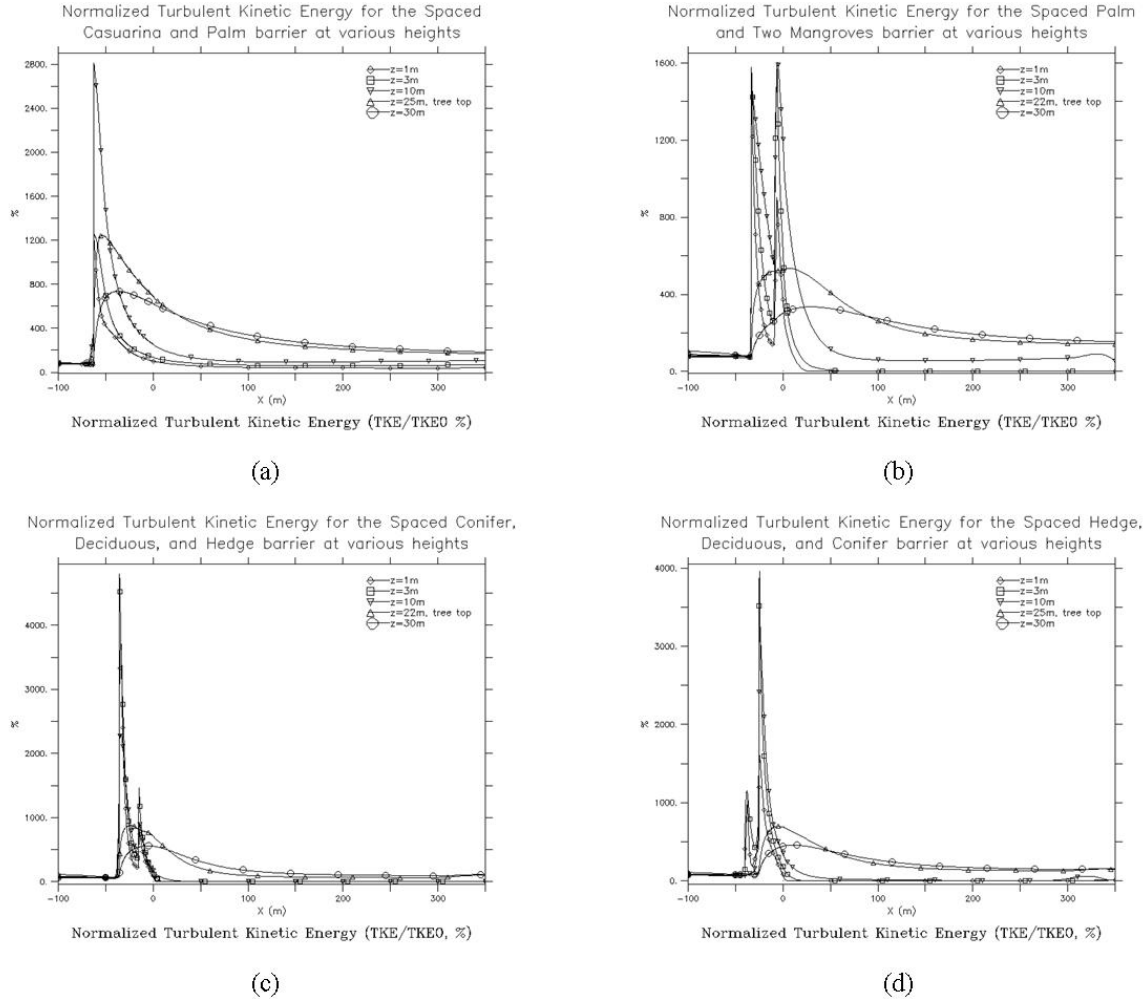 Normalized Turbulent Kinetic Energy for the Spaced
Casuarina and Palm barrier at various heights
2800.
2400.
2000.
1600.
1200.
800.
400.
0.
%
z=1m
z=3m
z=10m
z=25m, tree top
z=30m
-100
0
100
200
300
X (m)
Normalized Turbulent Kinetic Energy (TKE/TKE0 %)
(a)
Normalized Turbulent Kinetic Energy for the Spaced Palm
and Two Mangroves barrier at various heights
1600.
1200.
800.
400.
0.
%
z=1m
z=3m
z=10m
z=22m, tree top
z=30m
-100
0
100
200
300
X (m)
Normalized Turbulent Kinetic Energy (TKE/TKE0 %)
(b)
Normalized Turbulent Kinetic Energy for the Spaced Conifer,
Deciduous, and Hedge barrier at various heights
4000.
3000.
2000.
1000.
0.
%
z=1m
z=3m
z=10m
z=22m, tree top
z=30m
-100
0
100
200
300
X (m)
Normalized Turbulent Kinetic Energy (TKE/TKE0, %)
(c)
Normalized Turbulent Kinetic Energy for the Spaced Hedge,
Deciduous, and Conifer barrier at various heights
4000.
3000.
2000.
1000.
0.
%
z=1m
z=3m
z=10m
z=25m, tree top
z=30m
-100
0
100
200
300
X (m)
Normalized Turbulent Kinetic Energy (TKE/TKE0, %)
(d)